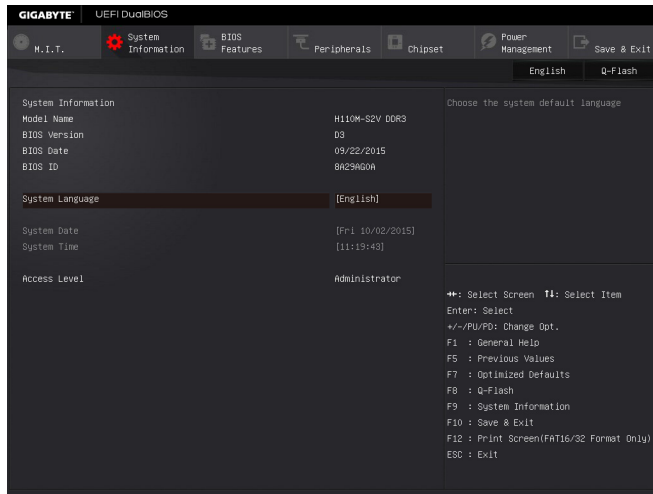 GIGABYTE™ UEFI DualBIOS
M.I.T. System Information BIOS Features Peripherals Chipset Power Management Save & Exit
English Q-Flash
System Information
Model Name H110M-S2V DDR3
BIOS Version D3
BIOS Date 09/22/2015
BIOS ID 8A29AG0A
System Language [English]
System Date [Fri 10/02/2015]
System Time [11:19:43]
Access Level Administrator
Choose the system default language
→←: Select Screen ↑↓: Select Item
Enter: Select
+/-/PU/PD: Change Opt.
F1 : General Help
F5 : Previous Values
F7 : Optimized Defaults
F8 : Q-Flash
F9 : System Information
F10 : Save & Exit
F12 : Print Screen(FAT16/32 Format Only)
ESC : Exit